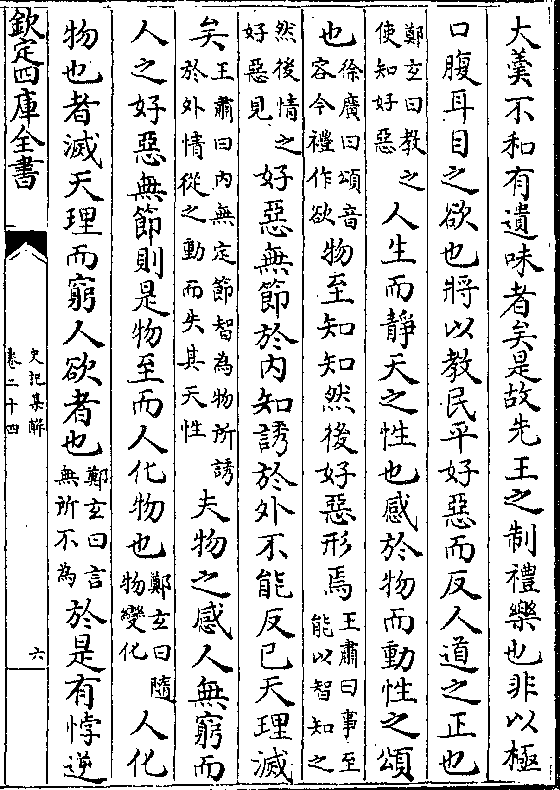 大羹不和有遺味者矣是故先王之制禮樂也非以極
口腹耳目之欲也將以教民平好惡而反人道之正也
鄭玄曰教之使知好惡人生而靜天之性也感於物而動性之頌
也徐廣曰頌音容今禮作欲物至知知然後好惡形焉王肅曰事至能以智知之
然後情之好惡見好惡無節於内知誘於外不能反已天理滅
矣王肅曰内無定節智為物所誘於外情從之動而失其天性夫物之感人無窮而
人之好惡無節則是物至而人化物也鄭玄曰隨物變化人化
物也者滅天理而窮人欲者也鄭玄曰言無所不為於是有悖逆
欽定四庫全書
史記集解
卷二十四
六